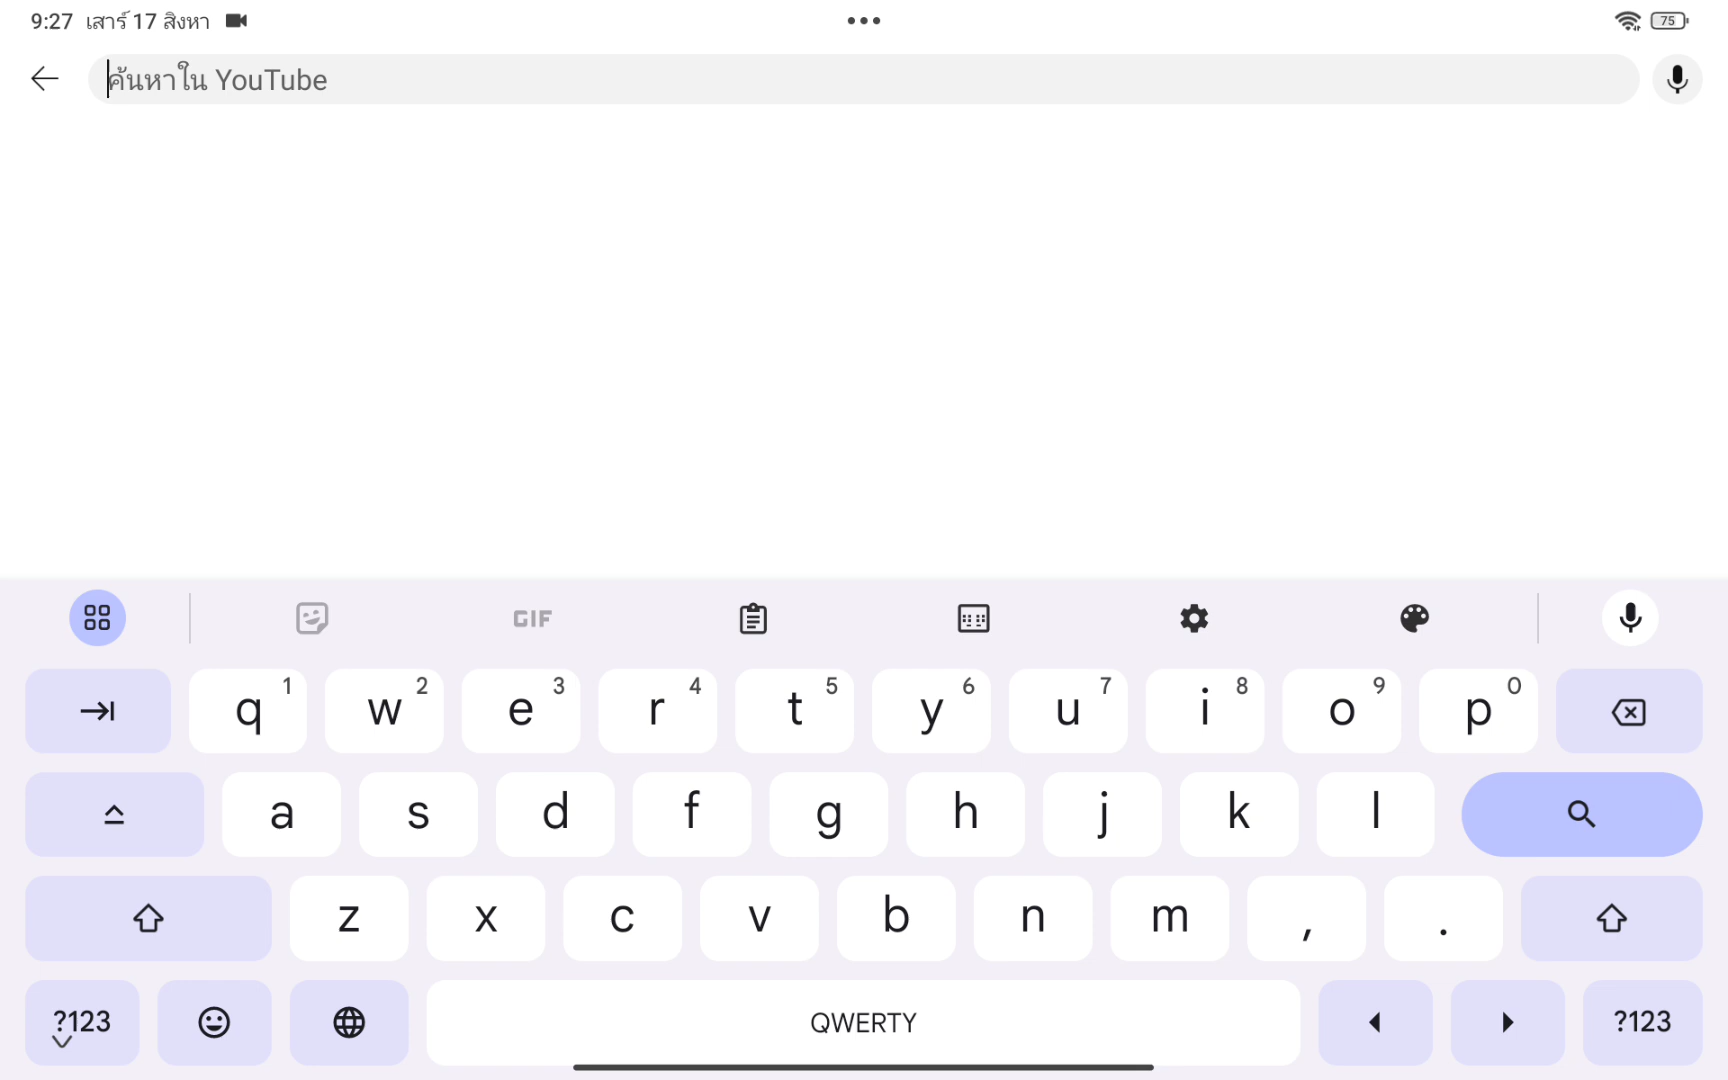 9:27 เสาร์ 17 สิงหา
75
ค้นหาใน YouTube
GIF
q 1 w 2 e 3 r 4 t 5 y 6 u 7 i 8 o 9 p 0
a s d f g h j k l
z x c v b n m , .
?123 QWERTY ?123